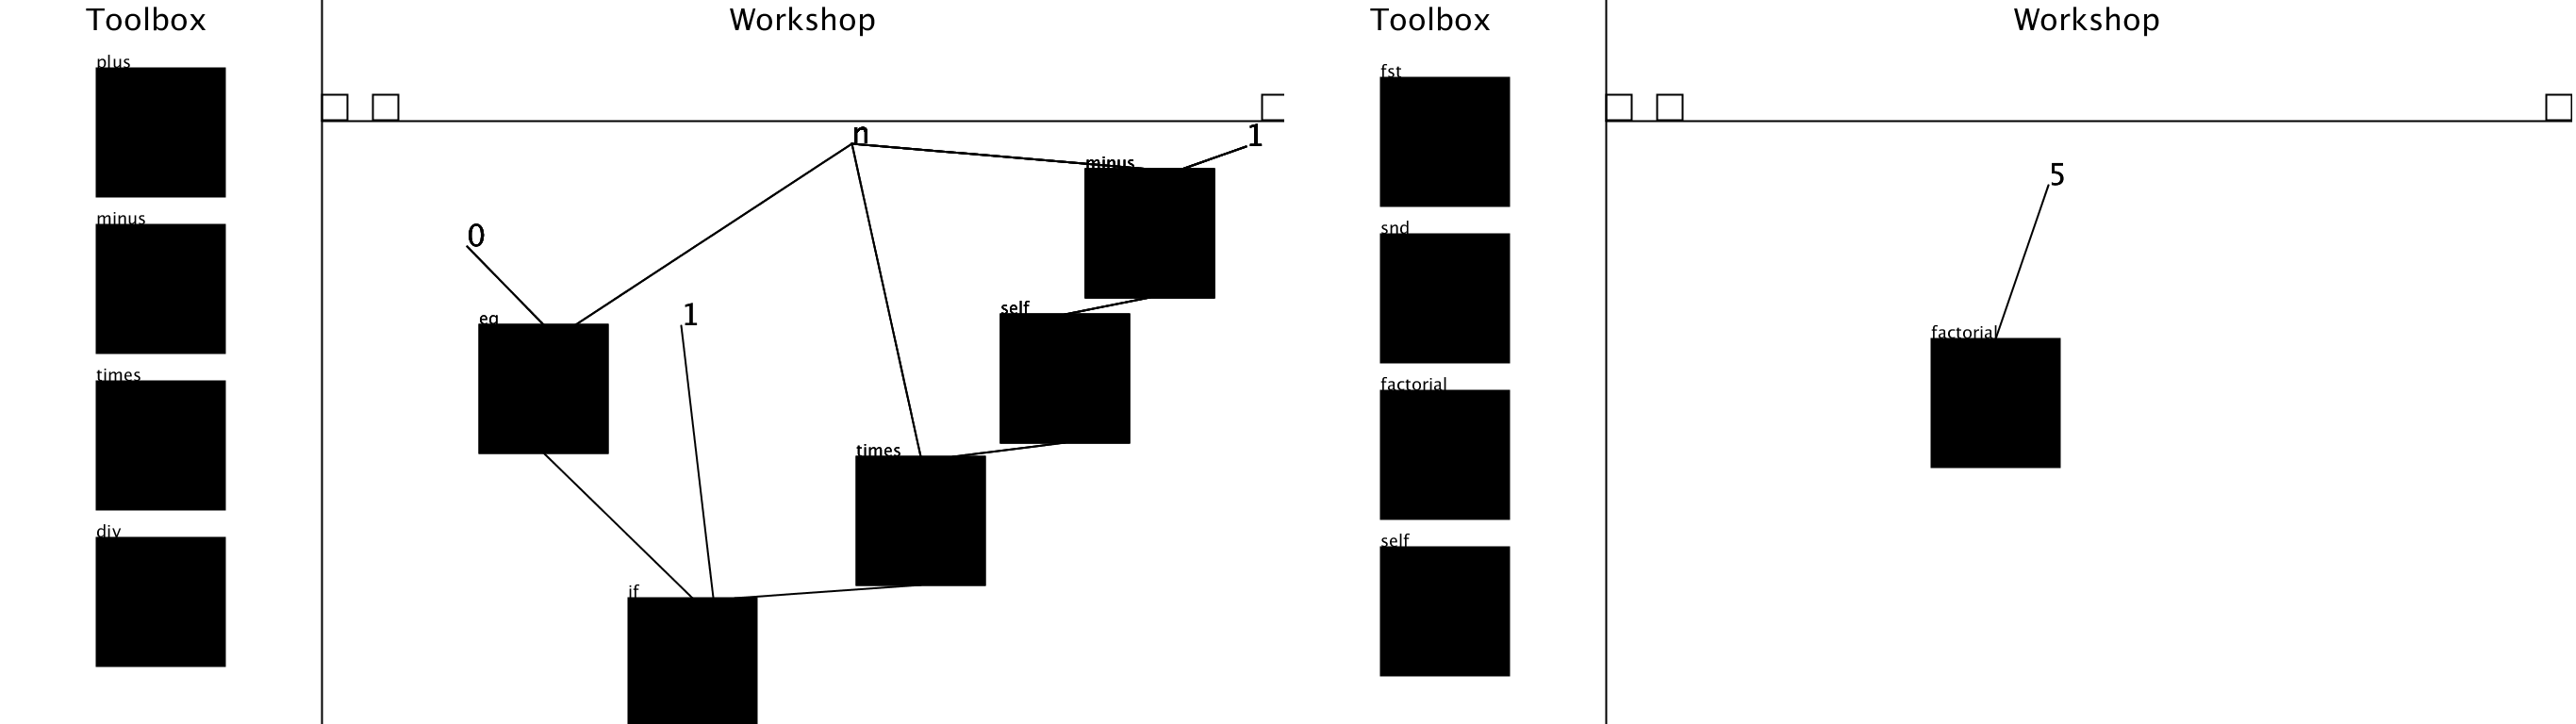 Toolbox
plus
minus
times
div
Workshop
n
1
minus
0
self
1
eq
times
if
Toolbox
fst
snd
factorial
self
Workshop
5
factorial